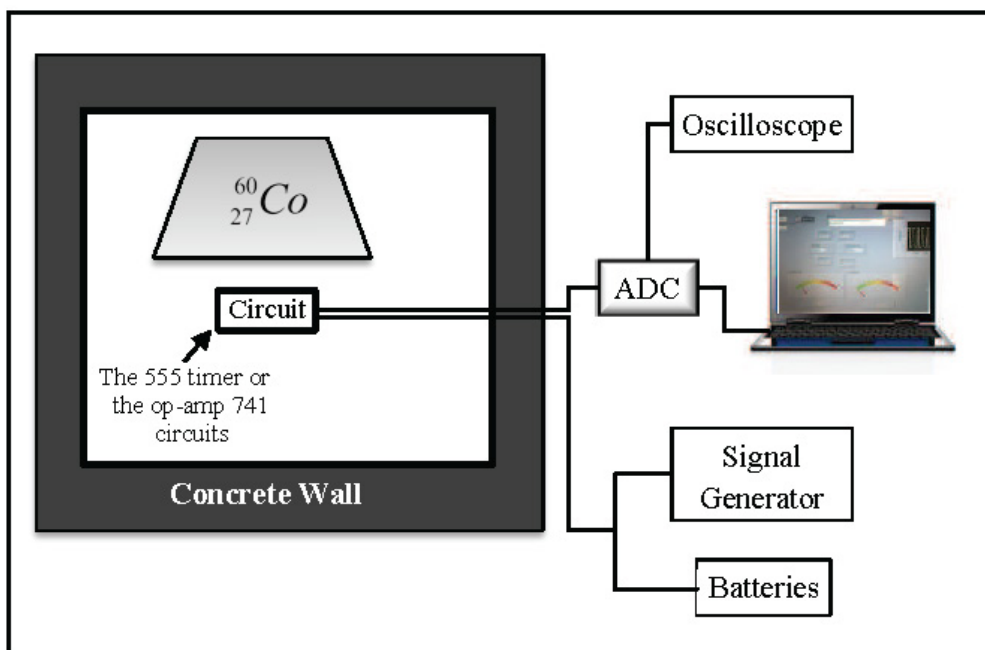 Oscilloscope
60
27 Co
ADC
Circuit
The 555 timer or
the op-amp 741
circuits
Signal
Generator
Concrete Wall
Batteries